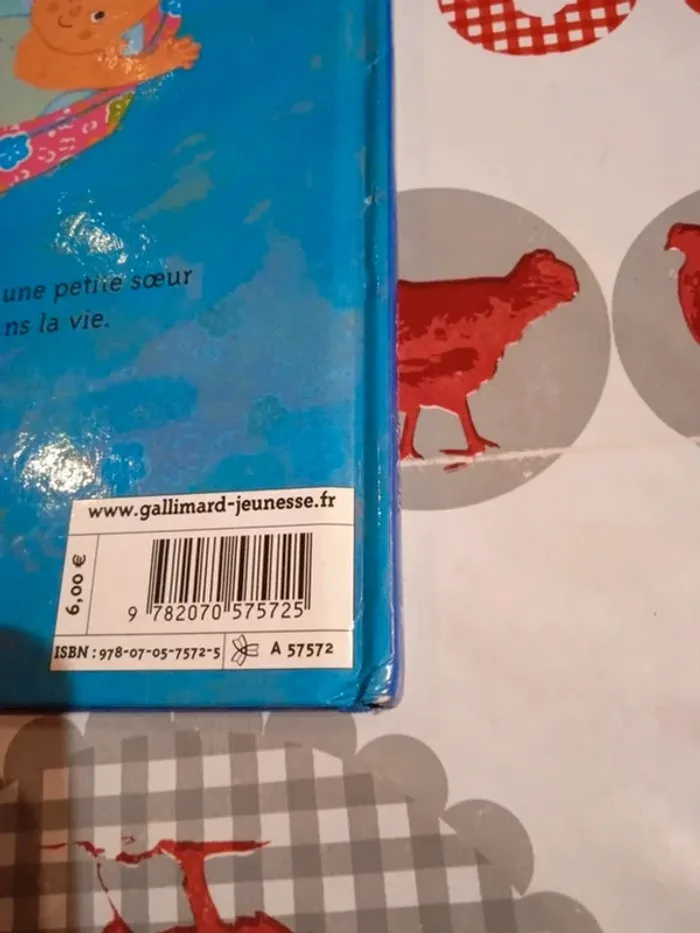 une petite sœur
ns la vie.
www.gallimard-jeunesse.fr
6,00 €
9 782070 575725
ISBN : 978-07-05-7572-5
A 57572